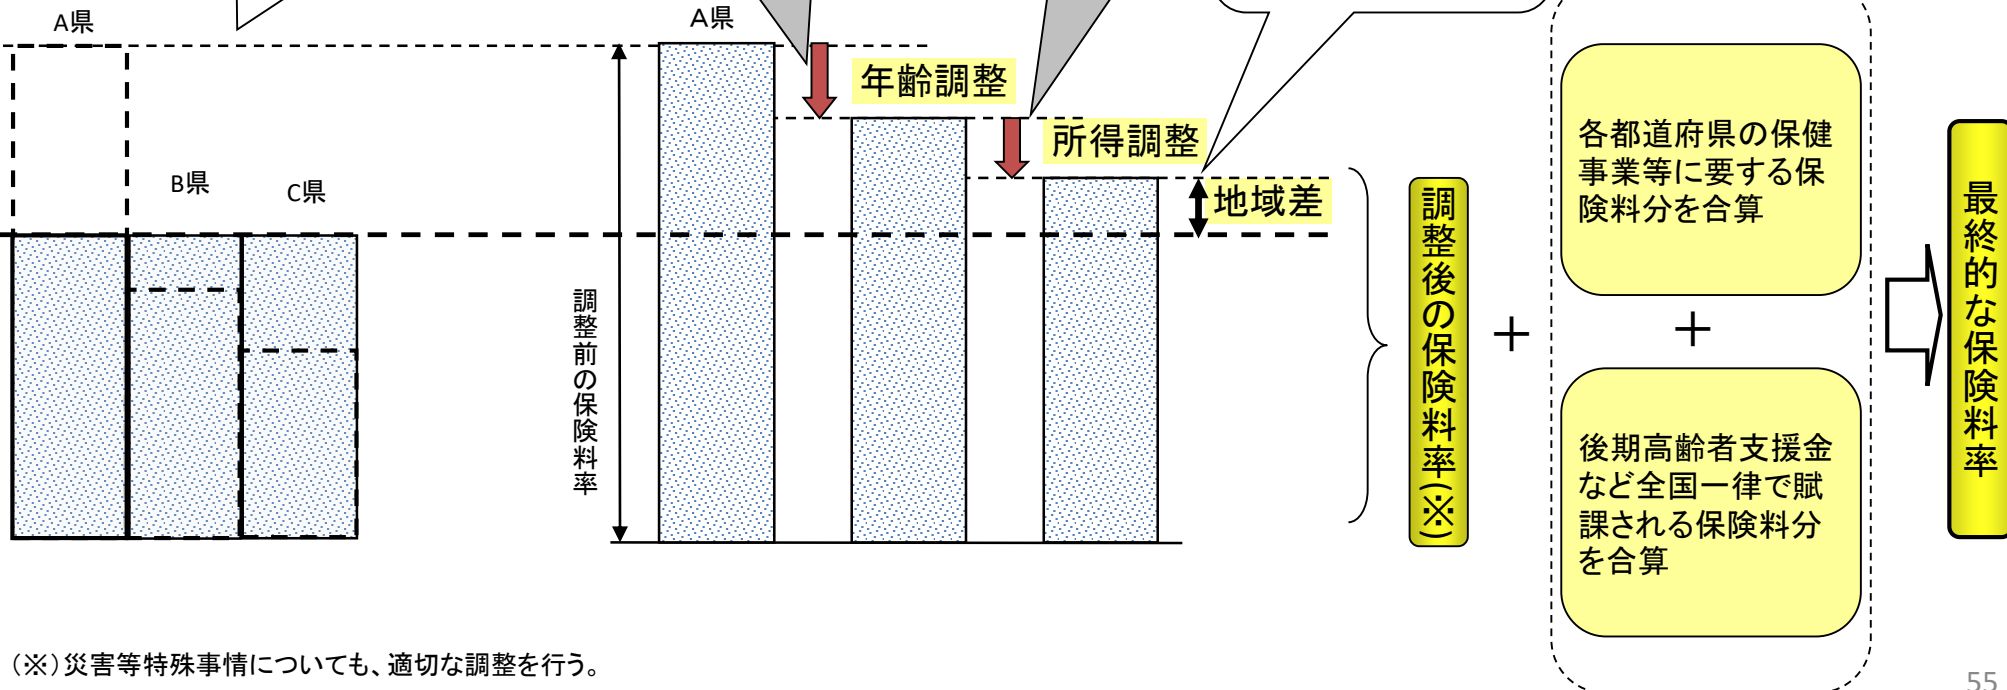 A県
B県
C県
調整前の保険料率
A県
年齢調整
所得調整
地域差
調整後の保険料率(※)
＋
各都道府県の保健
事業等に要する保
険料分を合算
＋
後期高齢者支援金
など全国一律で賦
課される保険料分
を合算
最終的な保険料率
(※)災害等特殊事情についても、適切な調整を行う。
55